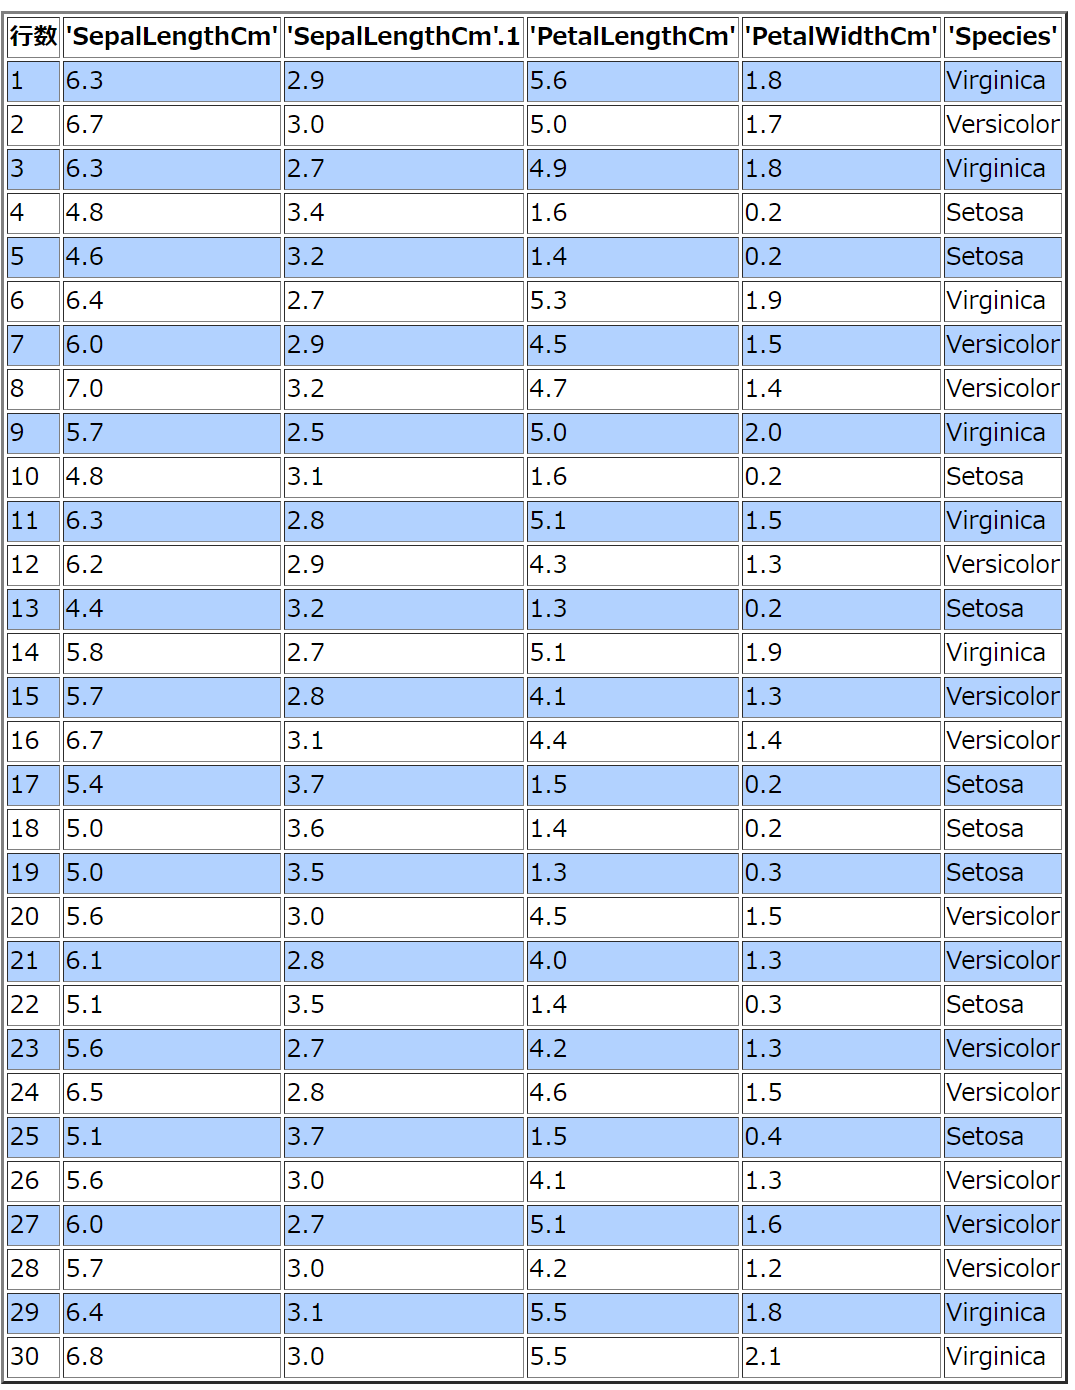 行数 'SepalLengthCm' 'SepalLengthCm'.1 'PetalLengthCm' 'PetalWidthCm' 'Species'
1 6.3 2.9 5.6 1.8 Virginica
2 6.7 3.0 5.0 1.7 Versicolor
3 6.3 2.7 4.9 1.8 Virginica
4 4.8 3.4 1.6 0.2 Setosa
5 4.6 3.2 1.4 0.2 Setosa
6 6.4 2.7 5.3 1.9 Virginica
7 6.0 2.9 4.5 1.5 Versicolor
8 7.0 3.2 4.7 1.4 Versicolor
9 5.7 2.5 5.0 2.0 Virginica
10 4.8 3.1 1.6 0.2 Setosa
11 6.3 2.8 5.1 1.5 Virginica
12 6.2 2.9 4.3 1.3 Versicolor
13 4.4 3.2 1.3 0.2 Setosa
14 5.8 2.7 5.1 1.9 Virginica
15 5.7 2.8 4.1 1.3 Versicolor
16 6.7 3.1 4.4 1.4 Versicolor
17 5.4 3.7 1.5 0.2 Setosa
18 5.0 3.6 1.4 0.2 Setosa
19 5.0 3.5 1.3 0.3 Setosa
20 5.6 3.0 4.5 1.5 Versicolor
21 6.1 2.8 4.0 1.3 Versicolor
22 5.1 3.5 1.4 0.3 Setosa
23 5.6 2.7 4.2 1.3 Versicolor
24 6.5 2.8 4.6 1.5 Versicolor
25 5.1 3.7 1.5 0.4 Setosa
26 5.6 3.0 4.1 1.3 Versicolor
27 6.0 2.7 5.1 1.6 Versicolor
28 5.7 3.0 4.2 1.2 Versicolor
29 6.4 3.1 5.5 1.8 Virginica
30 6.8 3.0 5.5 2.1 Virginica